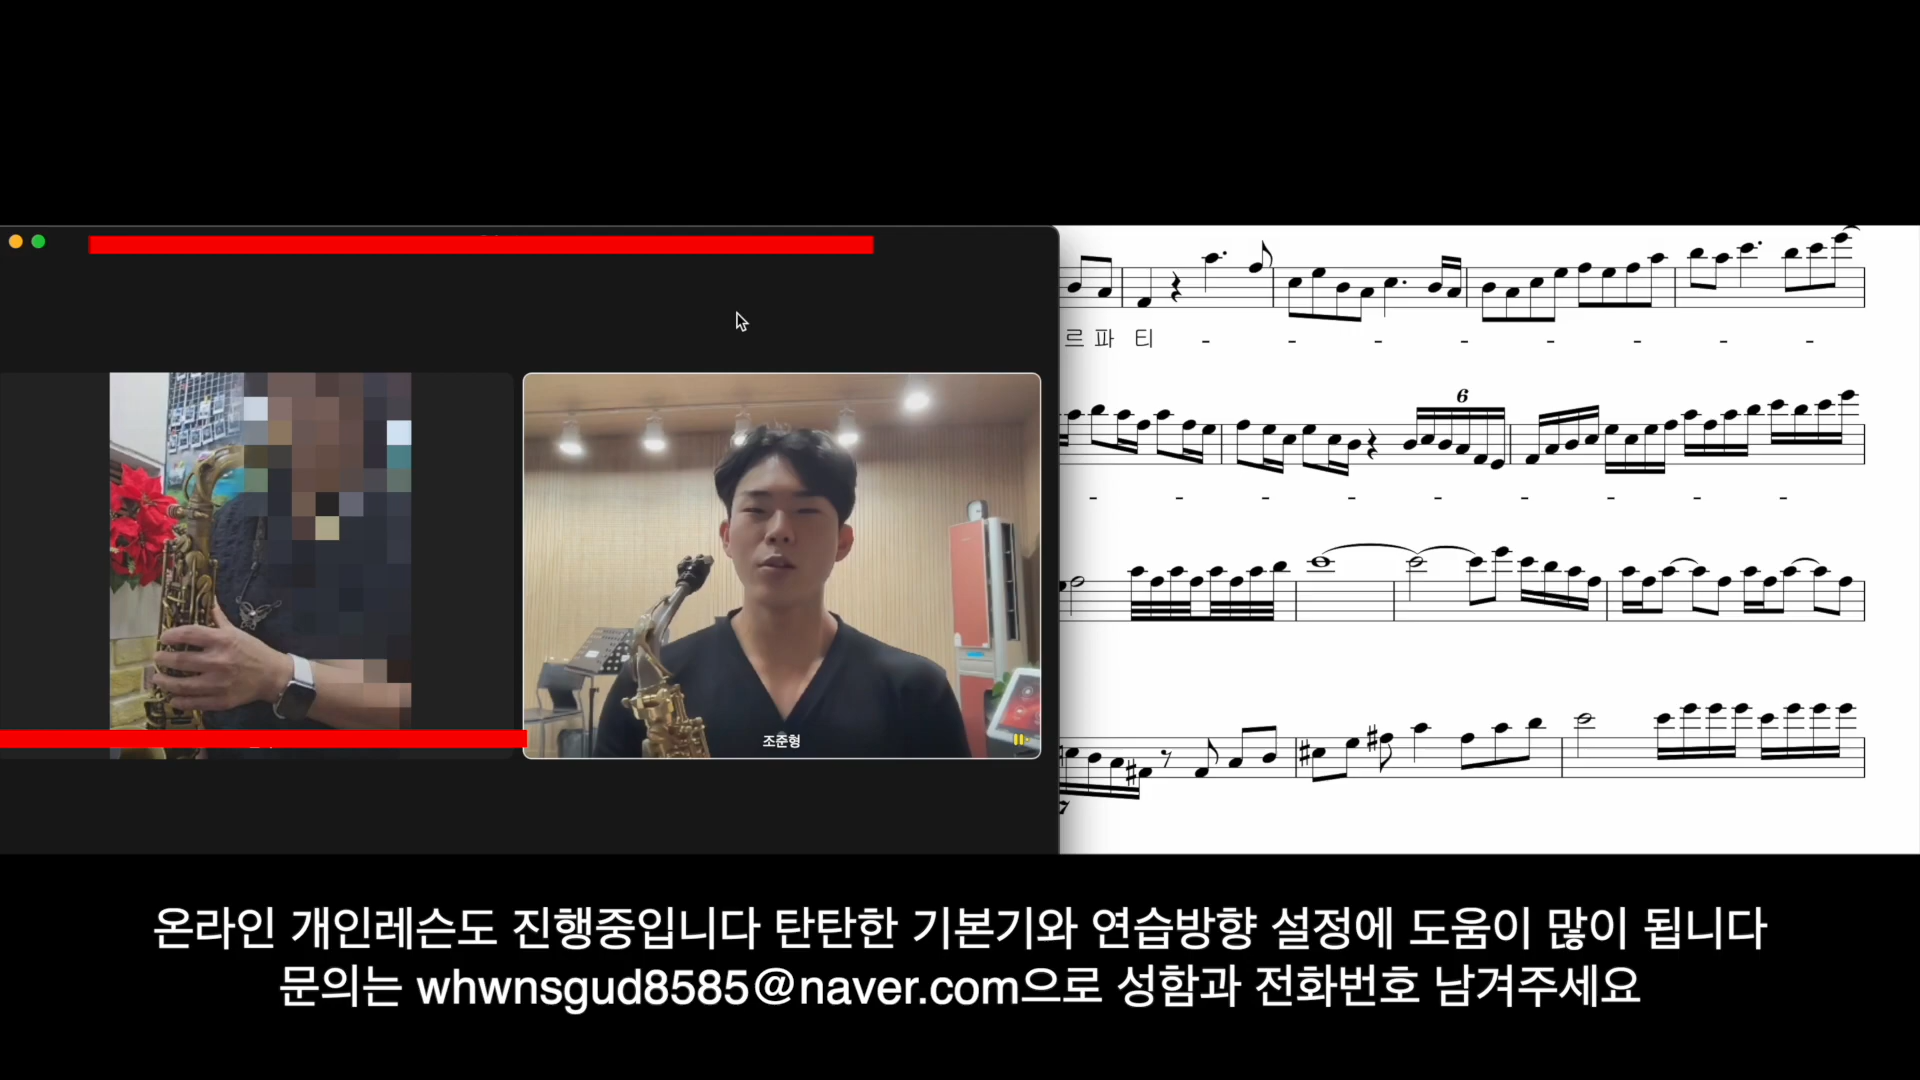 르 파 티 - - - - - - - -
6
- - - - - - - - -
조준형
7
온라인 개인레슨도 진행중입니다 탄탄한 기본기와 연습방향 설정에 도움이 많이 됩니다
문의는 whwnsgud8585@naver.com으로 성함과 전화번호 남겨주세요